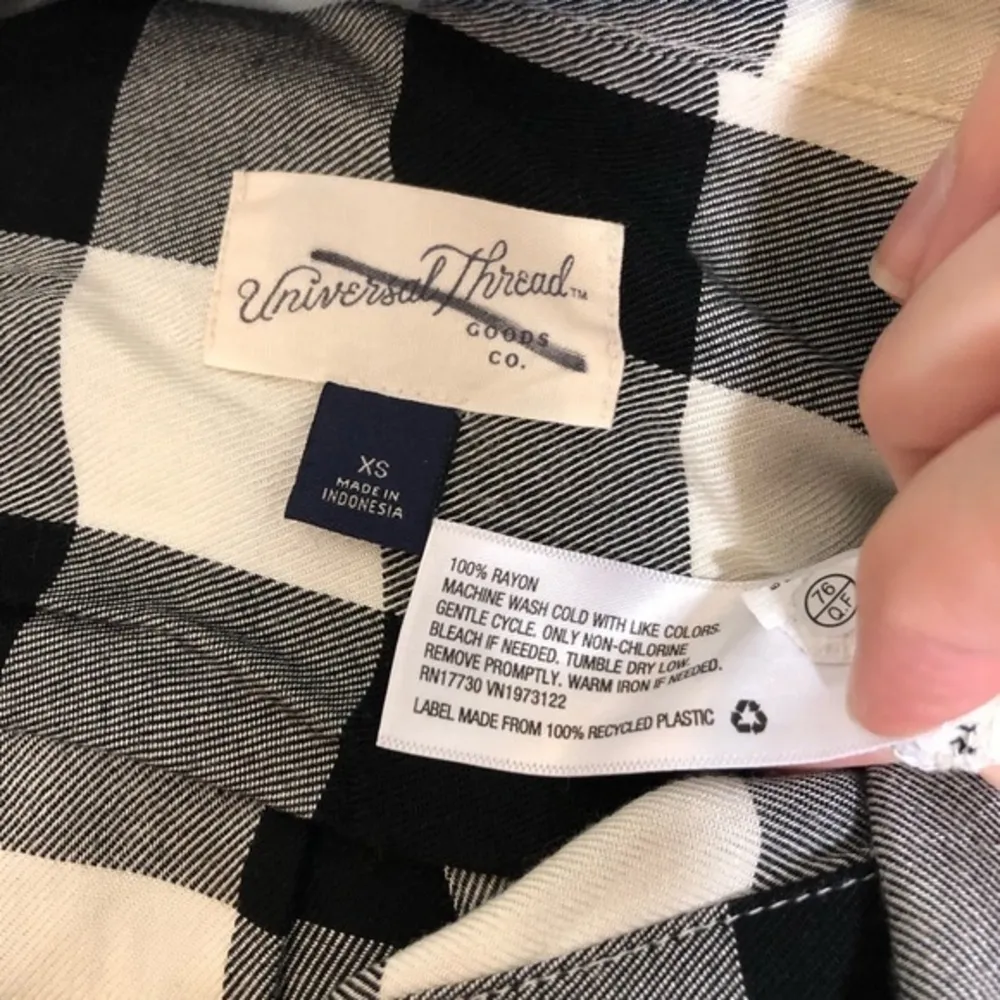 Universal Thread™
GOODS
CO.
XS
MADE IN
INDONESIA
100% RAYON
MACHINE WASH COLD WITH LIKE COLORS.
GENTLE CYCLE. ONLY NON-CHLORINE
BLEACH IF NEEDED. TUMBLE DRY LOW.
REMOVE PROMPTLY. WARM IRON IF NEEDED.
RN17730 VN1973122
LABEL MADE FROM 100% RECYCLED PLASTIC
76
Q.F